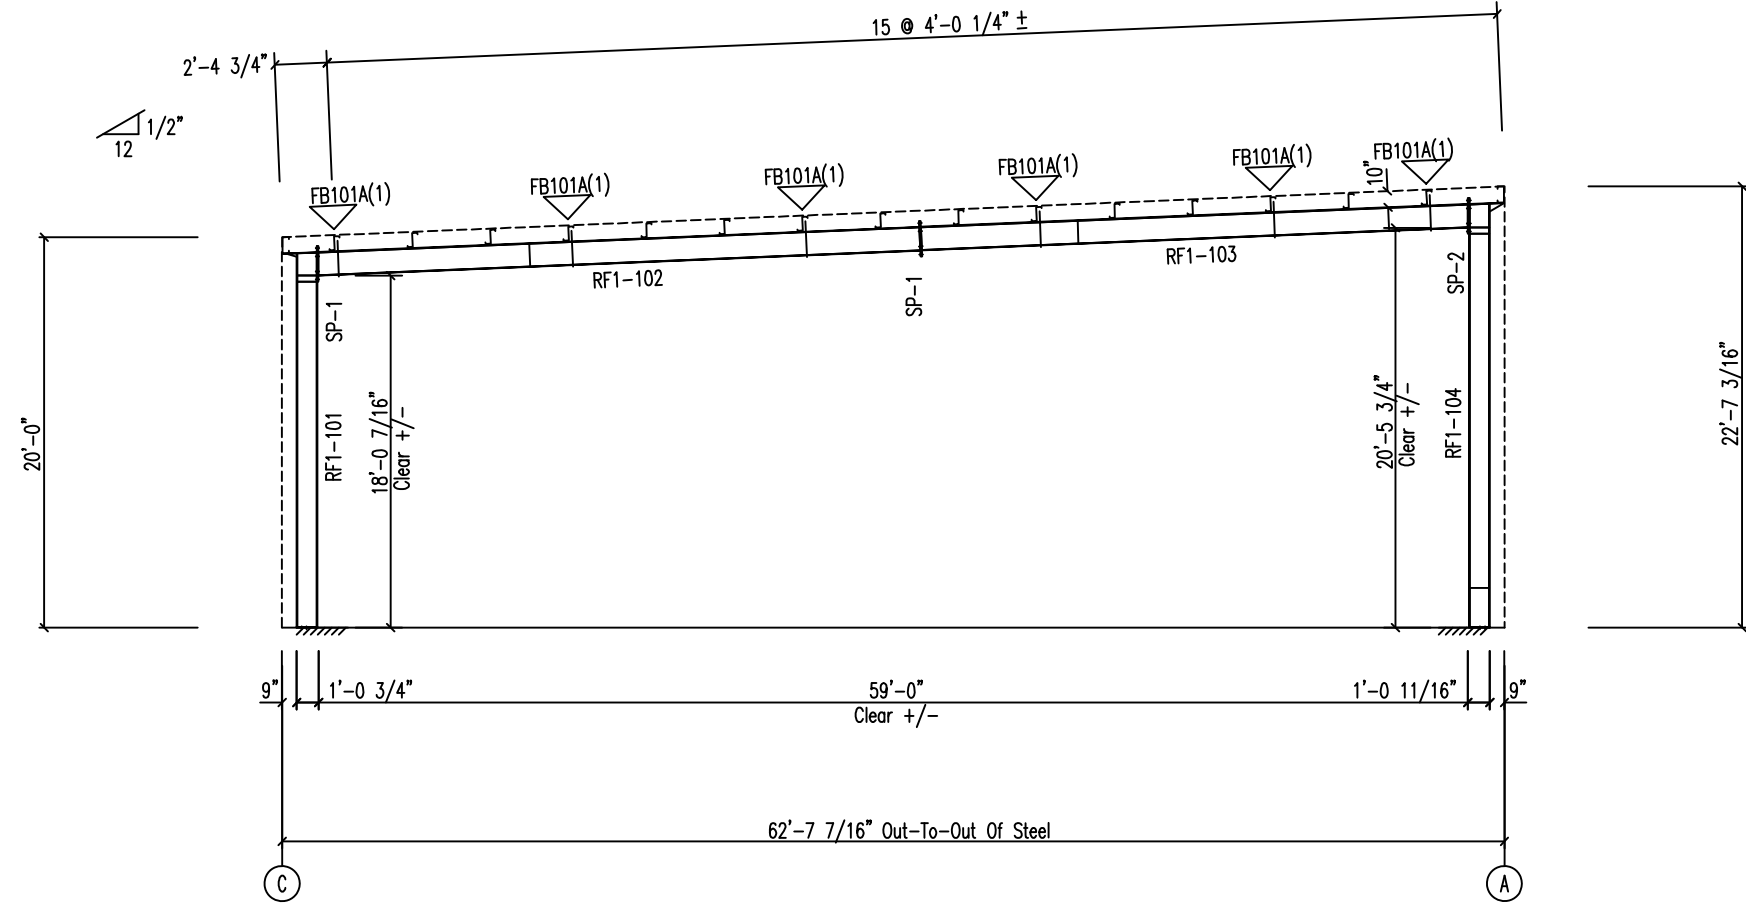 15 @ 4'-0 1/4" ±
2'-4 3/4"
1/2"
12
FB101A(1)
FB101A(1)
FB101A(1)
FB101A(1)
FB101A(1)
FB101A(1)
10"
RF1-102
SP-1
RF1-103
SP-2
SP-1
20'-0"
RF1-101
18'-0 7/16"
Clear +/-
20'-5 3/4"
Clear +/-
RF1-104
22'-7 3/16"
9"
1'-0 3/4"
59'-0"
Clear +/-
1'-0 11/16"
9"
62'-7 7/16" Out-To-Out Of Steel
C
A